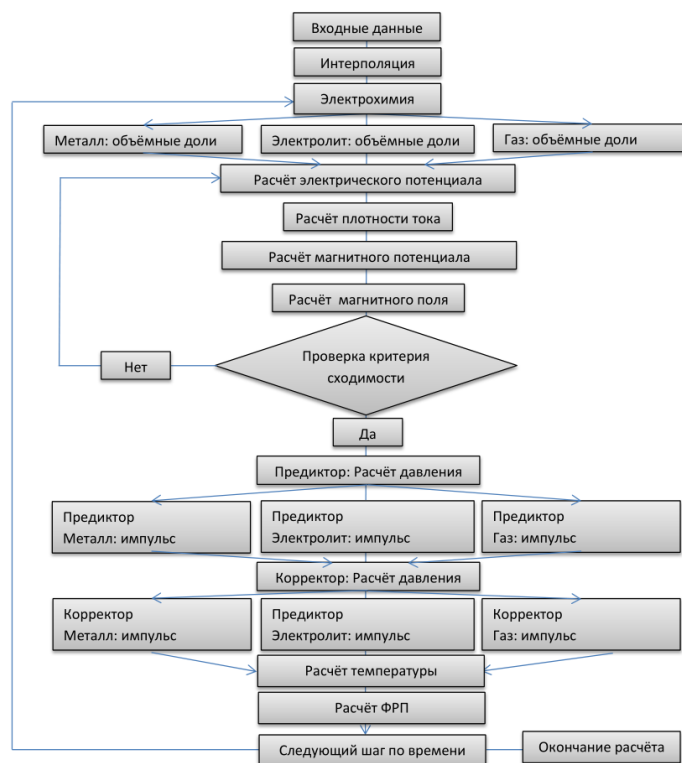 Входные данные
Интерполяция
Электрохимия
Металл: объёмные доли
Электролит: объёмные доли
Газ: объёмные доли
Расчёт электрического потенциала
Расчёт плотности тока
Расчёт магнитного потенциала
Расчёт магнитного поля
Проверка критерия
сходимости
Нет
Да
Предиктор: Расчёт давления
Предиктор
Металл: импульс
Предиктор
Электролит: импульс
Предиктор
Газ: импульс
Корректор: Расчёт давления
Корректор
Металл: импульс
Предиктор
Электролит: импульс
Корректор
Газ: импульс
Расчёт температуры
Расчёт ФРП
Следующий шаг по времени
Окончание расчёта